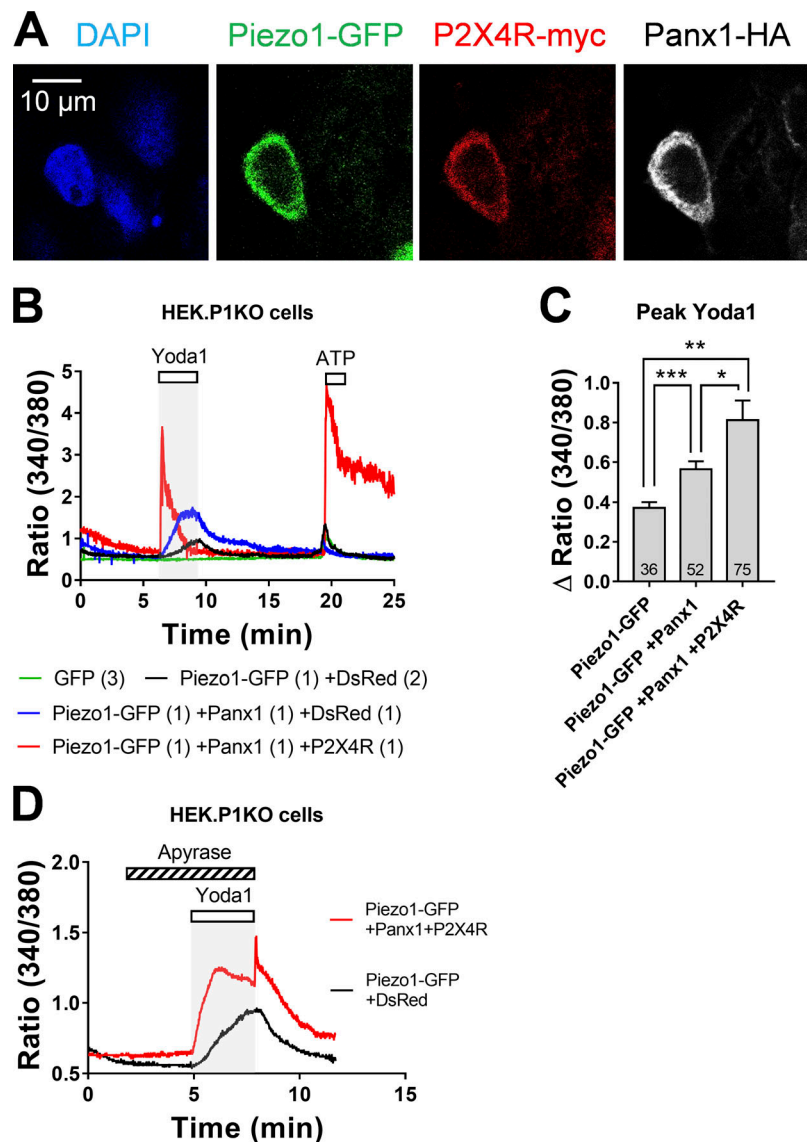 A
DAPI
Piezo1-GFP
P2X4R-myc
Panx1-HA
10 µm
B
HEK.P1KO cells
Yoda1
ATP
Ratio (340/380)
5
4
3
2
1
0
0
5
10
15
20
25
Time (min)
GFP (3)
Piezo1-GFP (1) +DsRed (2)
Piezo1-GFP (1) +Panx1 (1) +DsRed (1)
Piezo1-GFP (1) +Panx1 (1) +P2X4R (1)
C
Peak Yoda1
**
***
*
Δ Ratio (340/380)
1.0
0.8
0.6
0.4
0.2
0.0
36
52
75
Piezo1-GFP
Piezo1-GFP +Panx1
Piezo1-GFP +Panx1 +P2X4R
D
HEK.P1KO cells
Apyrase
Yoda1
Ratio (340/380)
2.0
1.5
1.0
0.5
0
5
10
15
Time (min)
Piezo1-GFP
+Panx1+P2X4R
Piezo1-GFP
+DsRed